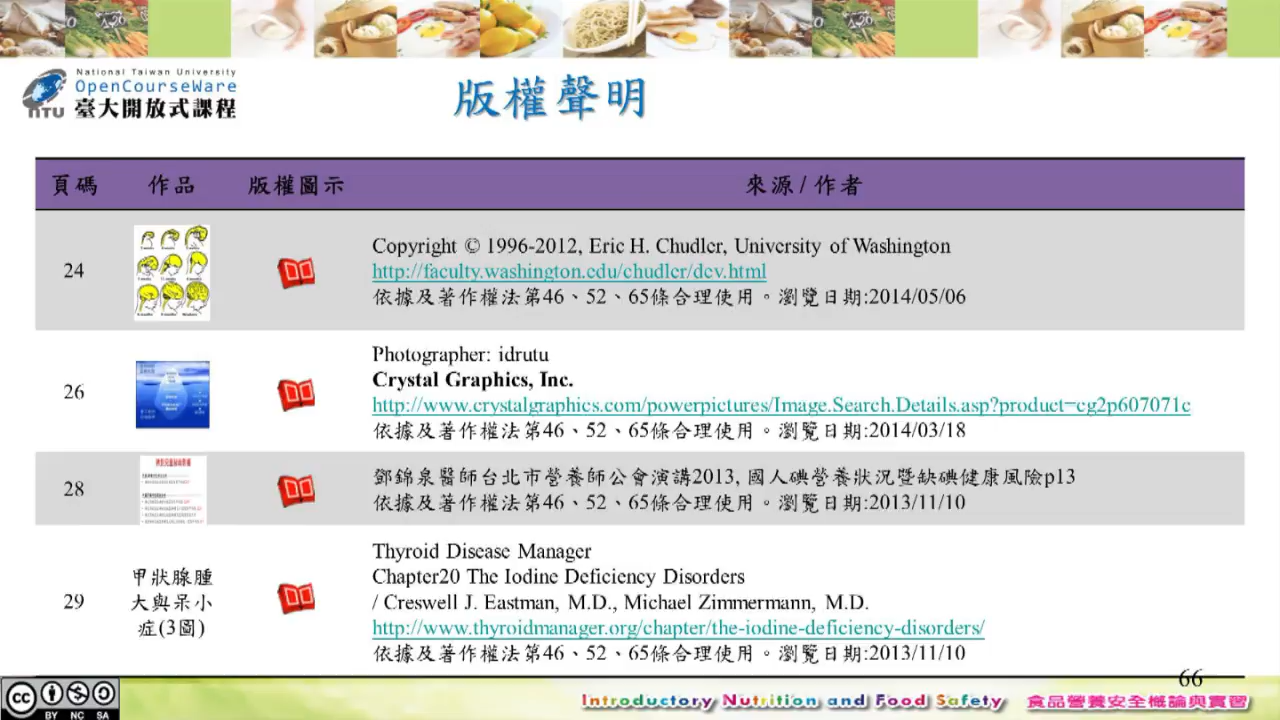 National Taiwan University
OpenCourseWare
臺大開放式課程
NTU
版權聲明
頁碼 作品 版權圖示 來源/作者
24
Copyright © 1996-2012, Eric H. Chudler, University of Washington
http://faculty.washington.edu/chudler/dev.html
依據及著作權法第46、52、65條合理使用。瀏覽日期:2014/05/06
26
Photographer: idrutu
Crystal Graphics, Inc.
http://www.crystalgraphics.com/powerpictures/Image.Search.Details.asp?product=cg2p607071c
依據及著作權法第46、52、65條合理使用。瀏覽日期:2014/03/18
28
鄧錦泉醫師台北市營養師公會演講2013, 國人碘營養狀況暨缺碘健康風險p13
依據及著作權法第46、52、65條合理使用。瀏覽日期:2013/11/10
29
甲狀腺腫
大與呆小
症(3圖)
Thyroid Disease Manager
Chapter20 The Iodine Deficiency Disorders
/ Creswell J. Eastman, M.D., Michael Zimmermann, M.D.
http://www.thyroidmanager.org/chapter/the-iodine-deficiency-disorders/
依據及著作權法第46、52、65條合理使用。瀏覽日期:2013/11/10
66
cc BY NC SA
Introductory Nutrition and Food Safety 食品營養安全概論與實習